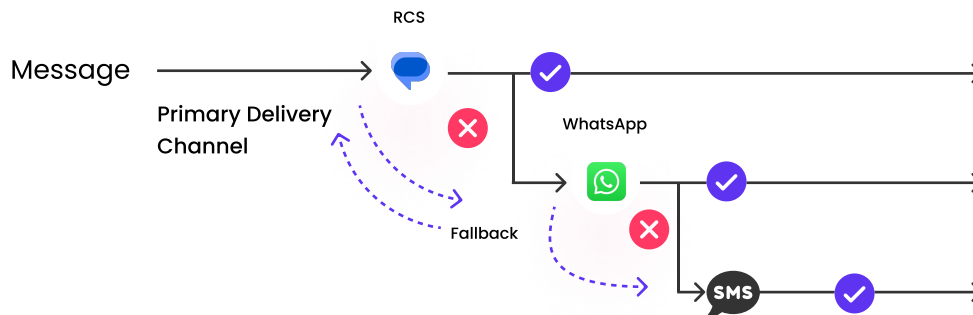 RCS
Message
Primary Delivery
Channel
WhatsApp
Fallback
SMS